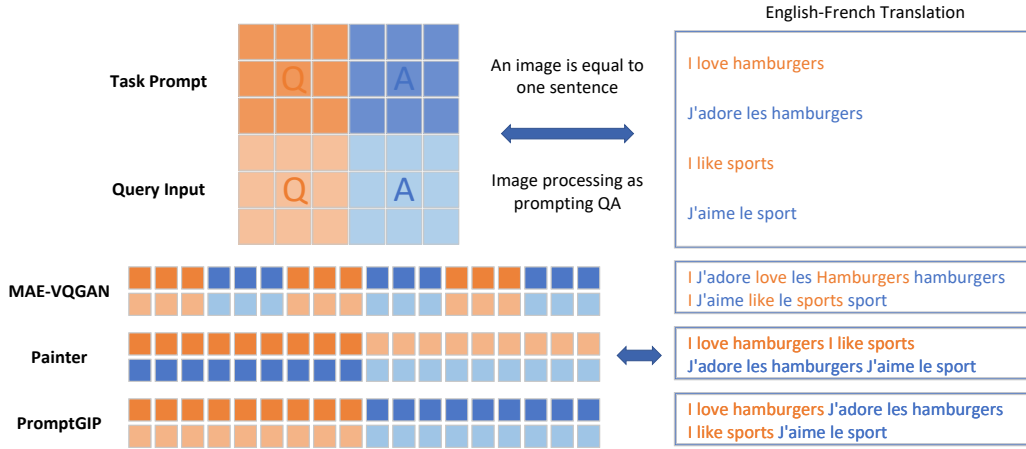 English-French Translation
Task Prompt
Q
A
An image is equal to
one sentence
I love hamburgers
J'adore les hamburgers
Query Input
Q
A
Image processing as
prompting QA
I like sports
J'aime le sport
MAE-VQGAN
I J'adore love les Hamburgers hamburgers
I J'aime like le sports sport
Painter
I love hamburgers I like sports
J'adore les hamburgers J'aime le sport
PromptGIP
I love hamburgers J'adore les hamburgers
I like sports J'aime le sport